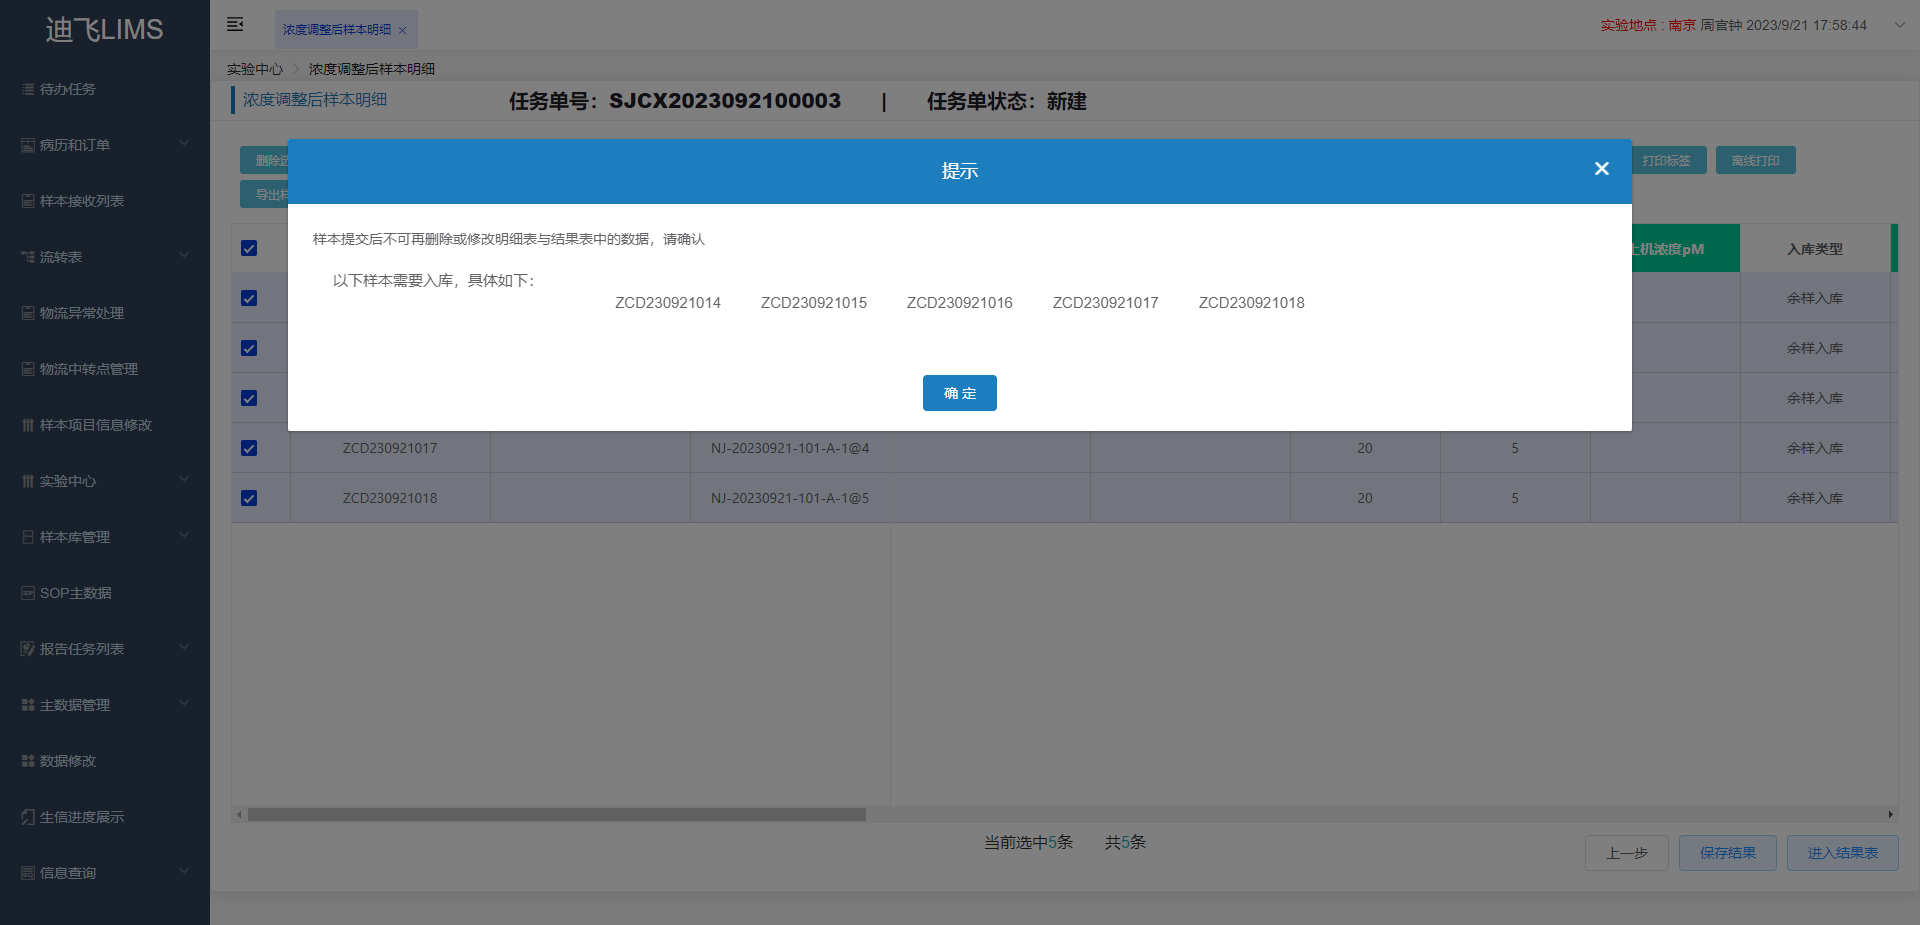 迪飞LIMS
待办任务
病历和订单
样本接收列表
流转表
物流异常处理
物流中转点管理
样本项目信息修改
实验中心
样本库管理
SOP主数据
报告任务列表
主数据管理
数据修改
生信进度展示
信息查询
浓度调整后样本明细 ×
实验地点 : 南京 周官钟 2023/9/21 17:58:44
实验中心 > 浓度调整后样本明细
浓度调整后样本明细 任务单号：SJCX2023092100003 | 任务单状态：新建
删除选
打印标签 离线打印
导出样
提示
样本提交后不可再删除或修改明细表与结果表中的数据，请确认
以下样本需要入库，具体如下：
ZCD230921014 ZCD230921015 ZCD230921016 ZCD230921017 ZCD230921018
确 定
上机浓度pM 入库类型
余样入库
余样入库
余样入库
ZCD230921017 NJ-20230921-101-A-1@4 20 5 余样入库
ZCD230921018 NJ-20230921-101-A-1@5 20 5 余样入库
当前选中5条 共5条
上一步 保存结果 进入结果表